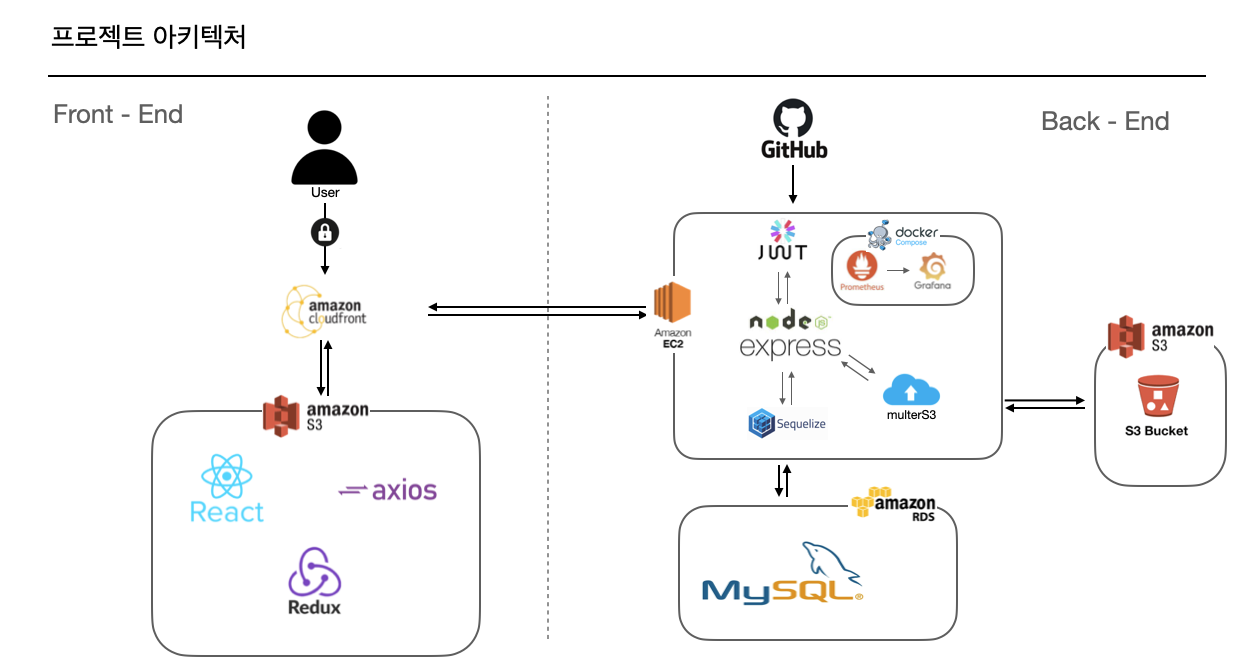 프로젝트 아키텍처
Front - End
User
amazon
cloudfront
amazon
S3
React
axios
Redux
Back - End
GitHub
JWT
docker
Compose
Prometheus
Grafana
node
JS
express
Amazon
EC2
multerS3
Sequelize
amazon
S3
S3 Bucket
amazon
RDS
MySQL®